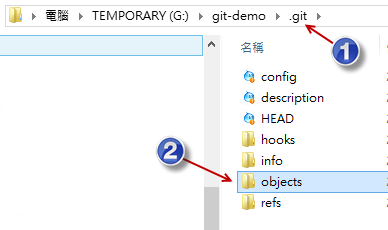 電腦 TEMPORARY (G:) git-demo .git
1
名稱
config
description
HEAD
hooks
2
info
objects
refs